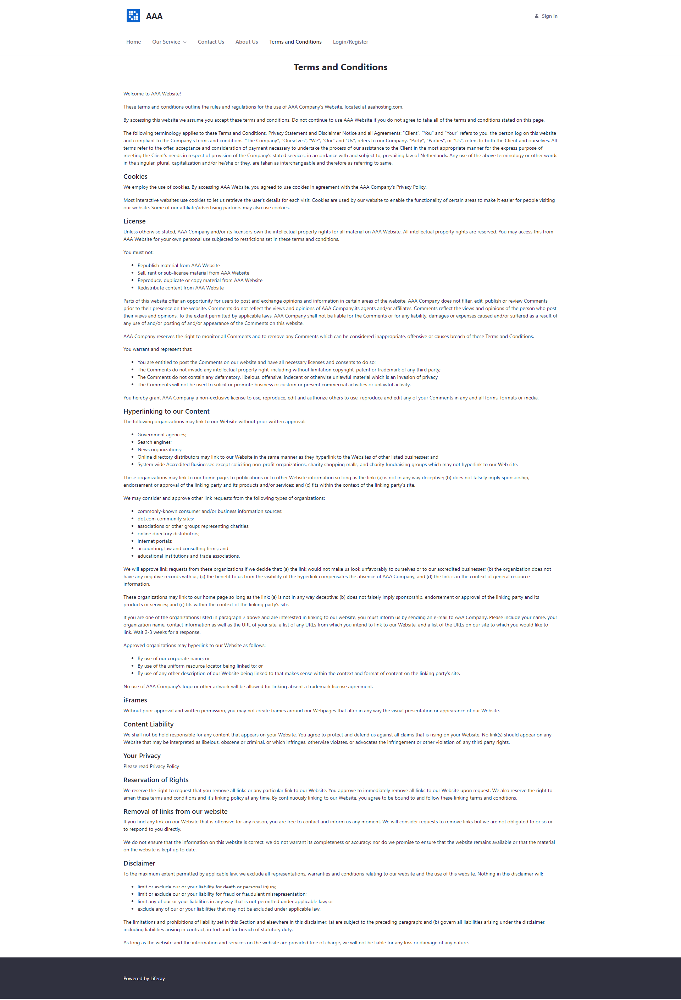 AAA
Sign In
Home
Our Service
Contact Us
About Us
Terms and Conditions
Login/Register
Terms and Conditions
Welcome to AAA Website!
These terms and conditions outline the rules and regulations for the use of AAA Company's Website, located at aaahosting.com.
By accessing this website we assume you accept these terms and conditions. Do not continue to use AAA Website if you do not agree to take all of the terms and conditions stated on this page.
The following terminology applies to these Terms and Conditions, Privacy Statement and Disclaimer Notice and all Agreements: "Client", "You" and "Your" refers to you, the person log on this website
and compliant to the Company's terms and conditions. "The Company", "Ourselves", "We", "Our" and "Us", refers to our Company. "Party", "Parties", or "Us", refers to both the Client and ourselves. All
terms refer to the offer, acceptance and consideration of payment necessary to undertake the process of our assistance to the Client in the most appropriate manner for the express purpose of
meeting the Client's needs in respect of provision of the Company's stated services, in accordance with and subject to, prevailing law of Netherlands. Any use of the above terminology or other words
in the singular, plural, capitalization and/or he/she or they, are taken as interchangeable and therefore as referring to same.
Cookies
We employ the use of cookies. By accessing AAA Website, you agreed to use cookies in agreement with the AAA Company's Privacy Policy.
Most interactive websites use cookies to let us retrieve the user's details for each visit. Cookies are used by our website to enable the functionality of certain areas to make it easier for people visiting
our website. Some of our affiliate/advertising partners may also use cookies.
License
Unless otherwise stated, AAA Company and/or its licensors own the intellectual property rights for all material on AAA Website. All intellectual property rights are reserved. You may access this from
AAA Website for your own personal use subjected to restrictions set in these terms and conditions.
You must not:
• Republish material from AAA Website
• Sell, rent or sub-license material from AAA Website
• Reproduce, duplicate or copy material from AAA Website
• Redistribute content from AAA Website
Parts of this website offer an opportunity for users to post and exchange opinions and information in certain areas of the website. AAA Company does not filter, edit, publish or review Comments
prior to their presence on the website. Comments do not reflect the views and opinions of AAA Company,its agents and/or affiliates. Comments reflect the views and opinions of the person who post
their views and opinions. To the extent permitted by applicable laws, AAA Company shall not be liable for the Comments or for any liability, damages or expenses caused and/or suffered as a result of
any use of and/or posting of and/or appearance of the Comments on this website.
AAA Company reserves the right to monitor all Comments and to remove any Comments which can be considered inappropriate, offensive or causes breach of these Terms and Conditions.
You warrant and represent that:
• You are entitled to post the Comments on our website and have all necessary licenses and consents to do so;
• The Comments do not invade any intellectual property right, including without limitation copyright, patent or trademark of any third party;
• The Comments do not contain any defamatory, libelous, offensive, indecent or otherwise unlawful material which is an invasion of privacy
• The Comments will not be used to solicit or promote business or custom or present commercial activities or unlawful activity.
You hereby grant AAA Company a non-exclusive license to use, reproduce, edit and authorize others to use, reproduce and edit any of your Comments in any and all forms, formats or media.
Hyperlinking to our Content
The following organizations may link to our Website without prior written approval:
• Government agencies;
• Search engines;
• News organizations;
• Online directory distributors may link to our Website in the same manner as they hyperlink to the Websites of other listed businesses; and
• System wide Accredited Businesses except soliciting non-profit organizations, charity shopping malls, and charity fundraising groups which may not hyperlink to our Web site.
These organizations may link to our home page, to publications or to other Website information so long as the link: (a) is not in any way deceptive; (b) does not falsely imply sponsorship,
endorsement or approval of the linking party and its products and/or services; and (c) fits within the context of the linking party's site.
We may consider and approve other link requests from the following types of organizations:
• commonly-known consumer and/or business information sources;
• dot.com community sites;
• associations or other groups representing charities;
• online directory distributors;
• internet portals;
• accounting, law and consulting firms; and
• educational institutions and trade associations.
We will approve link requests from these organizations if we decide that: (a) the link would not make us look unfavorably to ourselves or to our accredited businesses; (b) the organization does not
have any negative records with us; (c) the benefit to us from the visibility of the hyperlink compensates the absence of AAA Company; and (d) the link is in the context of general resource
information.
These organizations may link to our home page so long as the link: (a) is not in any way deceptive; (b) does not falsely imply sponsorship, endorsement or approval of the linking party and its
products or services; and (c) fits within the context of the linking party's site.
If you are one of the organizations listed in paragraph 2 above and are interested in linking to our website, you must inform us by sending an e-mail to AAA Company. Please include your name, your
organization name, contact information as well as the URL of your site, a list of any URLs from which you intend to link to our Website, and a list of the URLs on our site to which you would like to
link. Wait 2-3 weeks for a response.
Approved organizations may hyperlink to our Website as follows:
• By use of our corporate name; or
• By use of the uniform resource locator being linked to; or
• By use of any other description of our Website being linked to that makes sense within the context and format of content on the linking party's site.
No use of AAA Company's logo or other artwork will be allowed for linking absent a trademark license agreement.
iFrames
Without prior approval and written permission, you may not create frames around our Webpages that alter in any way the visual presentation or appearance of our Website.
Content Liability
We shall not be hold responsible for any content that appears on your Website. You agree to protect and defend us against all claims that is rising on your Website. No link(s) should appear on any
Website that may be interpreted as libelous, obscene or criminal, or which infringes, otherwise violates, or advocates the infringement or other violation of, any third party rights.
Your Privacy
Please read Privacy Policy
Reservation of Rights
We reserve the right to request that you remove all links or any particular link to our Website. You approve to immediately remove all links to our Website upon request. We also reserve the right to
amen these terms and conditions and it's linking policy at any time. By continuously linking to our Website, you agree to be bound to and follow these linking terms and conditions.
Removal of links from our website
If you find any link on our Website that is offensive for any reason, you are free to contact and inform us any moment. We will consider requests to remove links but we are not obligated to or so or
to respond to you directly.
We do not ensure that the information on this website is correct, we do not warrant its completeness or accuracy; nor do we promise to ensure that the website remains available or that the material
on the website is kept up to date.
Disclaimer
To the maximum extent permitted by applicable law, we exclude all representations, warranties and conditions relating to our website and the use of this website. Nothing in this disclaimer will:
• limit or exclude our or your liability for death or personal injury;
• limit or exclude our or your liability for fraud or fraudulent misrepresentation;
• limit any of our or your liabilities in any way that is not permitted under applicable law; or
• exclude any of our or your liabilities that may not be excluded under applicable law.
The limitations and prohibitions of liability set in this Section and elsewhere in this disclaimer: (a) are subject to the preceding paragraph; and (b) govern all liabilities arising under the disclaimer,
including liabilities arising in contract, in tort and for breach of statutory duty.
As long as the website and the information and services on the website are provided free of charge, we will not be liable for any loss or damage of any nature.
Powered by Liferay